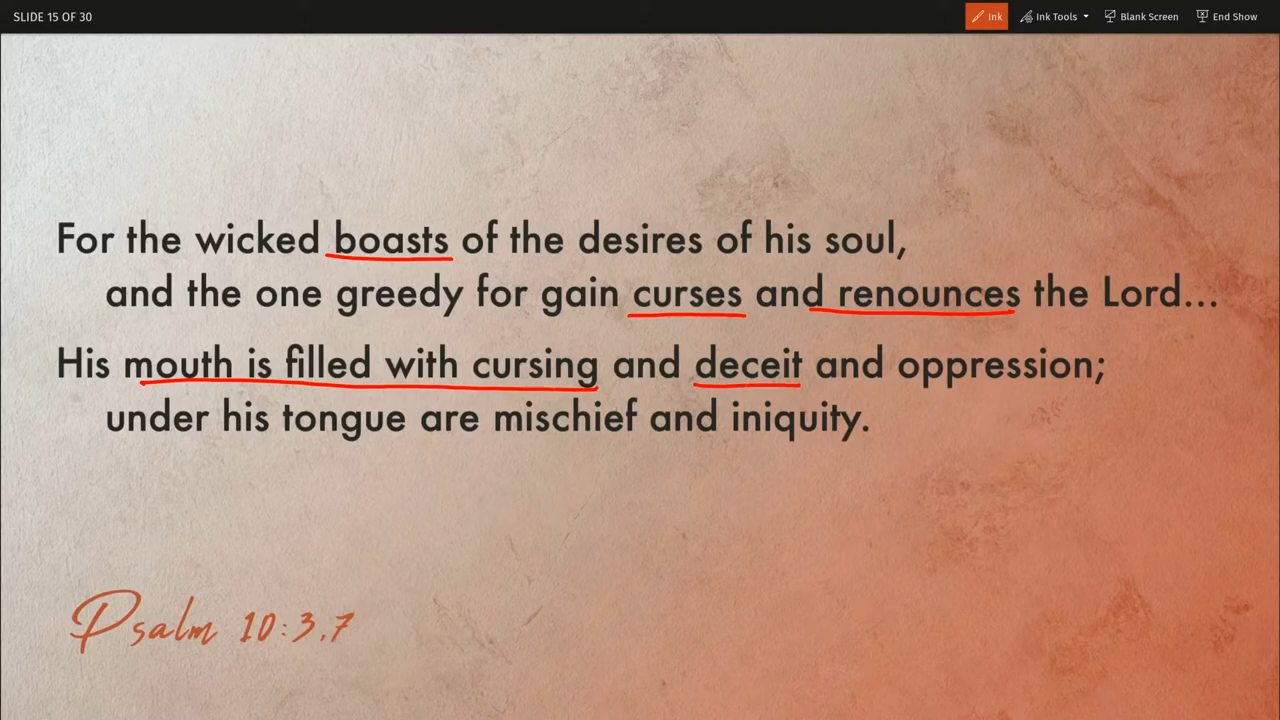 SLIDE 15 OF 30
Ink
Ink Tools
Blank Screen
End Show
For the wicked boasts of the desires of his soul,
and the one greedy for gain curses and renounces the Lord...
His mouth is filled with cursing and deceit and oppression;
under his tongue are mischief and iniquity.
Psalm 10:3,7